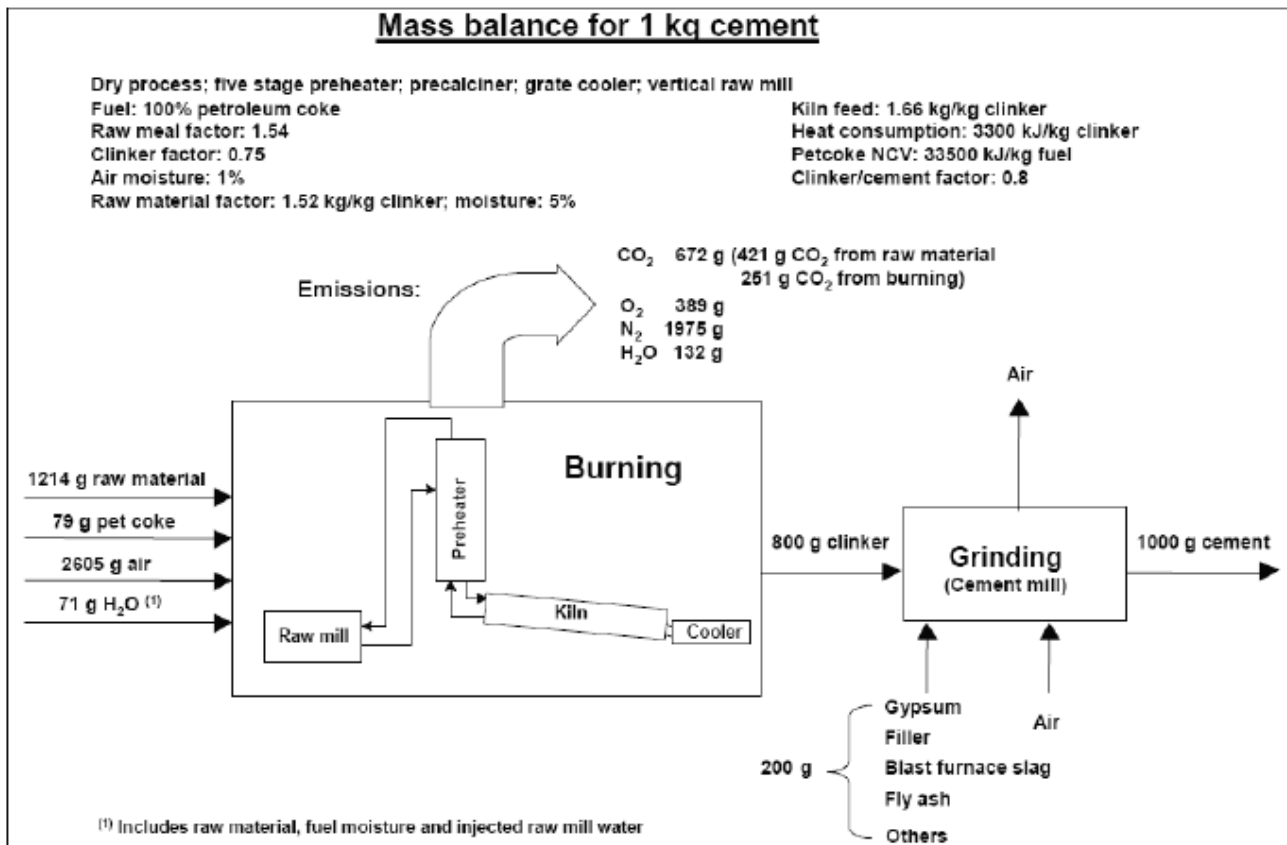 Mass balance for 1 kq cement
Dry process; five stage preheater; precalciner; grate cooler; vertical raw mill
Fuel: 100% petroleum coke
Raw meal factor: 1.54
Clinker factor: 0.75
Air moisture: 1%
Raw material factor: 1.52 kg/kg clinker; moisture: 5%
Kiln feed: 1.66 kg/kg clinker
Heat consumption: 3300 kJ/kg clinker
Petcoke NCV: 33500 kJ/kg fuel
Clinker/cement factor: 0.8
Emissions:
CO₂ 672 g (421 g CO₂ from raw material
251 g CO₂ from burning)
O₂ 389 g
N₂ 1975 g
H₂O 132 g
1214 g raw material
79 g pet coke
2605 g air
71 g H₂O ⁽¹⁾
Burning
Preheater
Raw mill
Kiln
Cooler
800 g clinker
Air
Grinding
(Cement mill)
1000 g cement
200 g
Gypsum
Filler
Blast furnace slag
Fly ash
Others
Air
⁽¹⁾ Includes raw material, fuel moisture and injected raw mill water